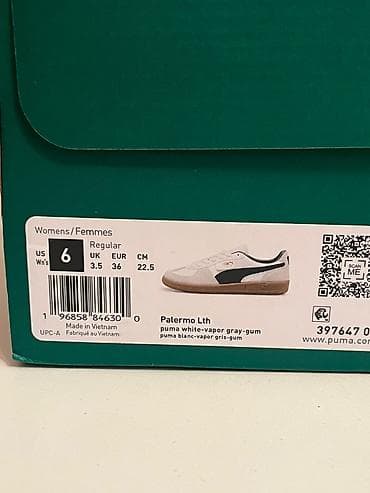 Womens/Femmes
Regular
US Wn's 6 UK 3.5 EUR 36 CM 22.5
SCAN ME
1 96858 84630 0
UPC-A Made in Vietnam
Fabriqué au Vietnam
Palermo Lth
puma white-vapor gray-gum
puma blanc-vapor gris-gum
397647 0
www.puma.com